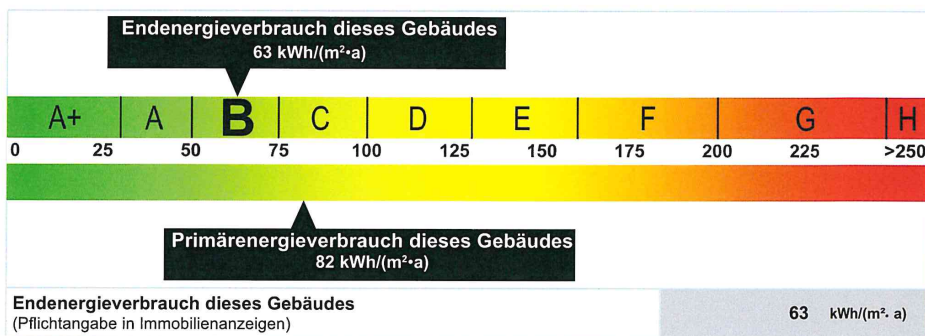 Endenergieverbrauch dieses Gebäudes
63 kWh/(m²•a)
A+ A B C D E F G H
0 25 50 75 100 125 150 175 200 225 >250
Primärenergieverbrauch dieses Gebäudes
82 kWh/(m²•a)
Endenergieverbrauch dieses Gebäudes
(Pflichtangabe in Immobilienanzeigen)
63 kWh/(m²· a)